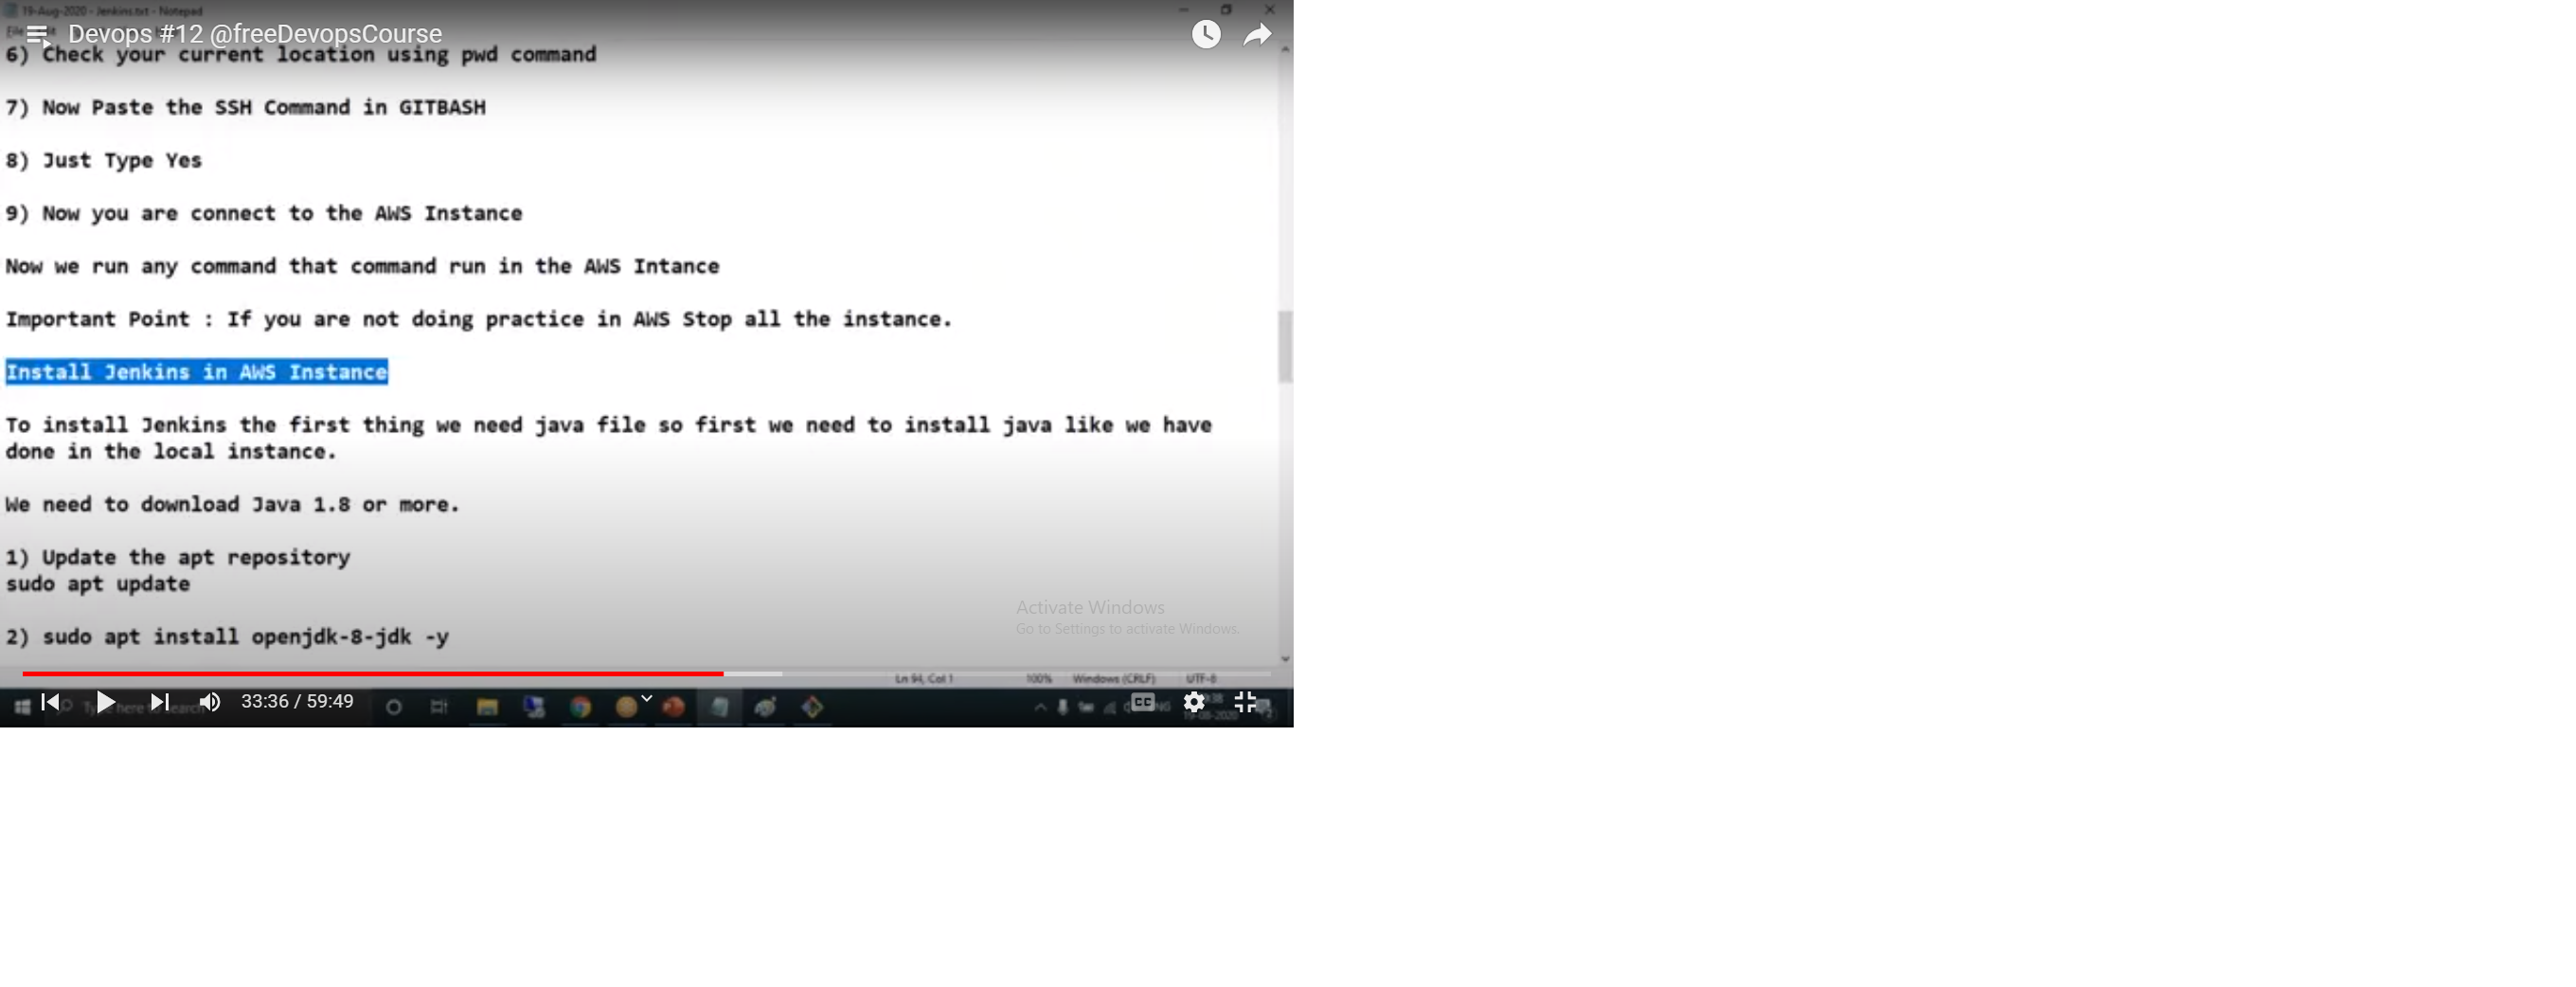 19-Aug-2020 - Jenkins.txt - Notepad
Devops #12 @freeDevopsCourse
6) Check your current location using pwd command
7) Now Paste the SSH Command in GITBASH
8) Just Type Yes
9) Now you are connect to the AWS Instance
Now we run any command that command run in the AWS Intance
Important Point : If you are not doing practice in AWS Stop all the instance.
Install Jenkins in AWS Instance
To install Jenkins the first thing we need java file so first we need to install java like we have
done in the local instance.
We need to download Java 1.8 or more.
1) Update the apt repository
sudo apt update
2) sudo apt install openjdk-8-jdk -y
Activate Windows
Go to Settings to activate Windows.
Ln 94, Col 1 100% Windows (CRLF) UTF-8
33:36 / 59:49 CC
19-08-2020